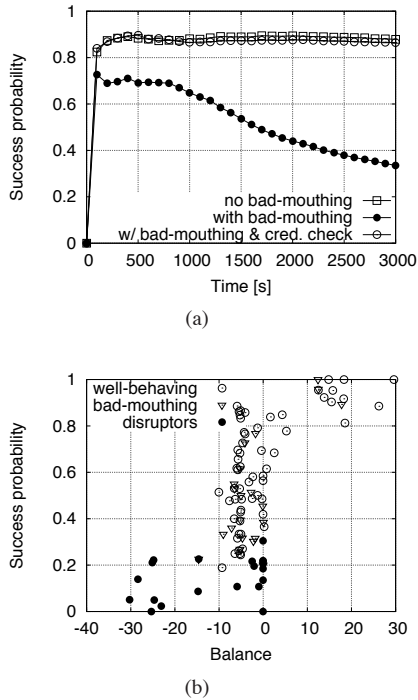 Success probability
1
0.8
0.6
0.4
0.2
0
no bad-mouthing
with bad-mouthing
w/ bad-mouthing & cred. check
0 500 1000 1500 2000 2500 3000
Time [s]
(a)
Success probability
1
0.8
0.6
0.4
0.2
0
well-behaving
bad-mouthing
disruptors
-40 -30 -20 -10 0 10 20 30
Balance
(b)